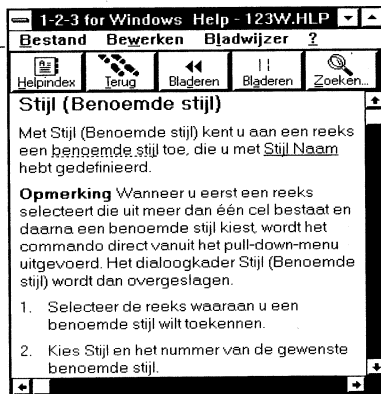 1-2-3 for Windows Help - 123W.HLP
Bestand Bewerken Bladwijzer ?
Helpindex Terug Bladeren Bladeren Zoeken...
Stijl (Benoemde stijl)
Met Stijl (Benoemde stijl) kent u aan een reeks
een benoemde stijl toe, die u met Stijl Naam
hebt gedefinieerd.
Opmerking Wanneer u eerst een reeks
selecteert die uit meer dan één cel bestaat en
daarna een benoemde stijl kiest, wordt het
commando direct vanuit het pull-down-menu
uitgevoerd. Het dialoogkader Stijl (Benoemde
stijl) wordt dan overgeslagen.
1. Selecteer de reeks waaraan u een
benoemde stijl wilt toekennen.
2. Kies Stijl en het nummer van de gewenste
benoemde stijl.